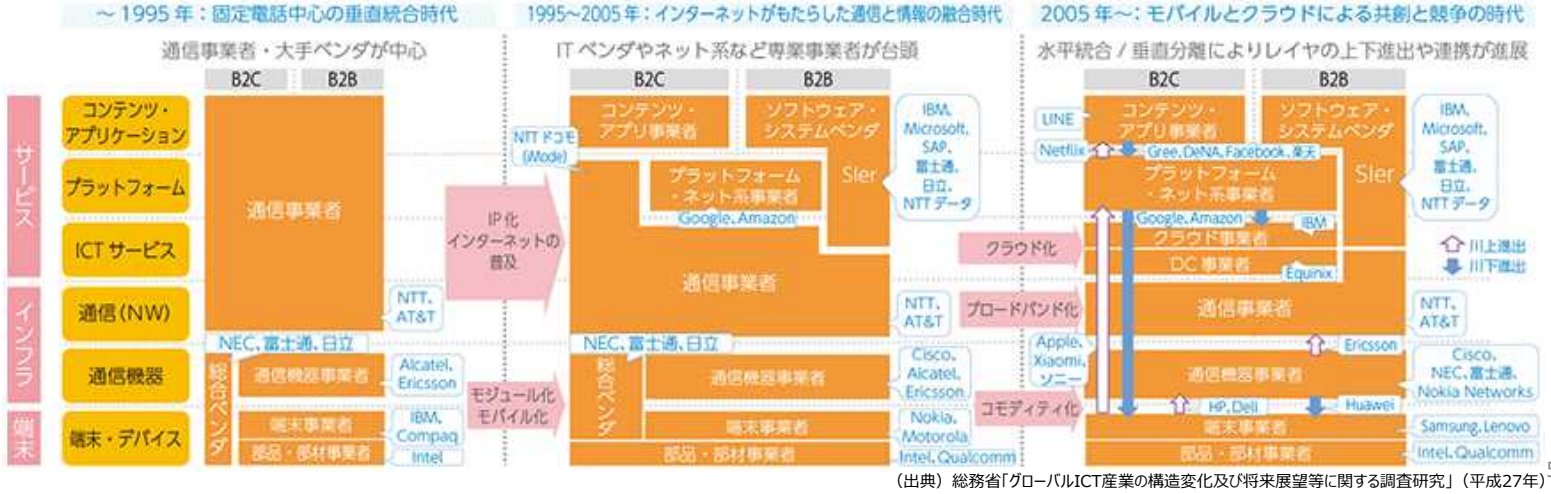 ～1995年：固定電話中心の垂直統合時代
通信事業者・大手ベンダが中心
B2C
B2B
サービス
インフラ
端末
コンテンツ・
アプリケーション
プラットフォーム
ICTサービス
通信(NW)
通信機器
端末・デバイス
通信事業者
NTT、
AT&T
NEC、富士通、日立
総合ベンダ
通信機器事業者
Alcatel、
Ericsson
端末事業者
IBM、
Compaq
部品・部材事業者
Intel
IP化
インターネットの
普及
モジュール化
モバイル化
1995～2005年：インターネットがもたらした通信と情報の融合時代
ITベンダやネット系など専業事業者が台頭
B2C
B2B
NTTドコモ
(iMode)
コンテンツ・
アプリ事業者
ソフトウェア・
システムベンダ
SIer
IBM、
Microsoft、
SAP、
富士通、
日立、
NTTデータ
プラットフォーム
・ネット系事業者
Google、Amazon
通信事業者
NTT、
AT&T
NEC、富士通、日立
総合ベンダ
通信機器事業者
Cisco、
Alcatel、
Ericsson
端末事業者
Nokia、
Motorola
部品・部材事業者
Intel、Qualcomm
クラウド化
ブロードバンド化
コモディティ化
2005年～：モバイルとクラウドによる共創と競争の時代
水平統合/垂直分離によりレイヤの上下進出や連携が進展
B2C
B2B
LINE
コンテンツ・
アプリ事業者
ソフトウェア・
システムベンダ
SIer
IBM、
Microsoft、
SAP、
富士通、
日立、
NTTデータ
Netflix
Gree、DeNA、Facebook、楽天
プラットフォーム
・ネット系事業者
Google、Amazon
IBM
クラウド事業者
DC事業者
Equinix
川上進出
川下進出
通信事業者
NTT、
AT&T
Apple、
Xiaomi、
ソニー
Ericsson
通信機器事業者
Cisco、
NEC、富士通、
Nokia Networks
HP、Dell
Huawei
端末事業者
Samsung、Lenovo
部品・部材事業者
Intel、Qualcomm
（出典）総務省「グローバルICT産業の構造変化及び将来展望等に関する調査研究」（平成27年）